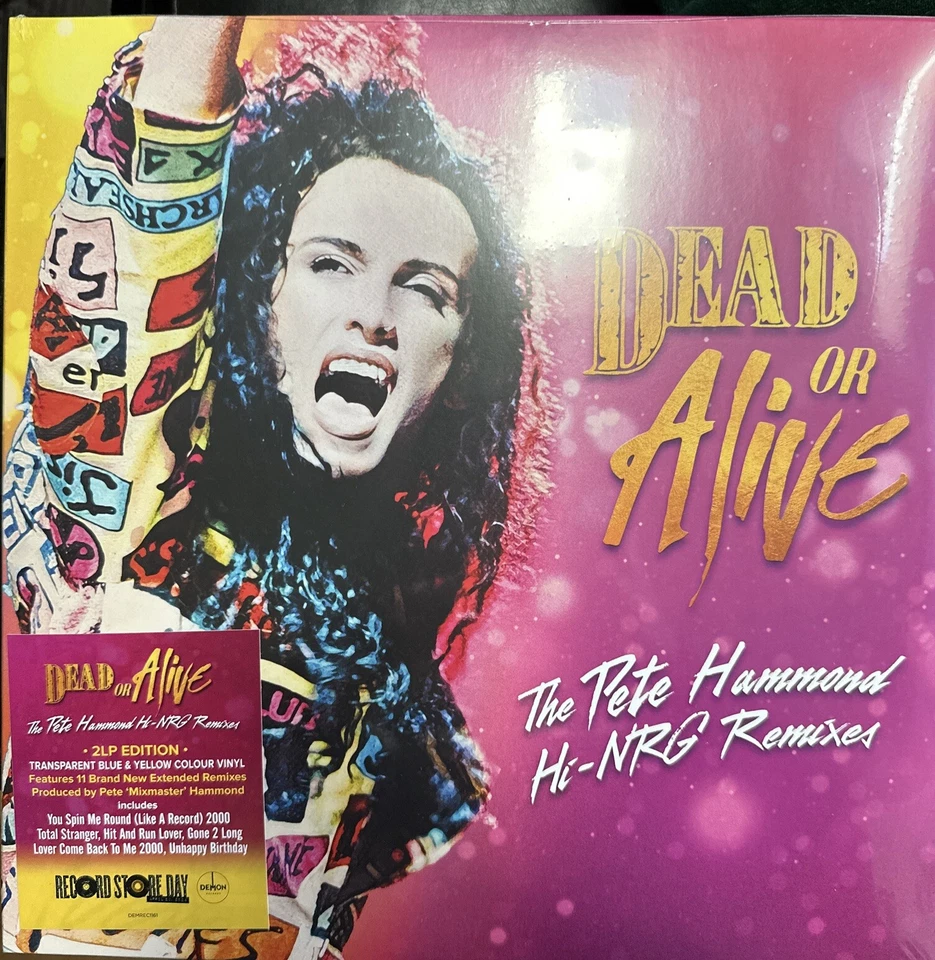 RCHSEA
er
DEAD
OR
Alive
The Pete Hammond
Hi-NRG Remixes
DEAD OR Alive
The Pete Hammond Hi-NRG Remixes
• 2LP EDITION •
TRANSPARENT BLUE & YELLOW COLOUR VINYL
Features 11 Brand New Extended Remixes
Produced by Pete ‘Mixmaster’ Hammond
includes
You Spin Me Round (Like A Record) 2000
Total Stranger, Hit And Run Lover, Gone 2 Long
Lover Come Back To Me 2000, Unhappy Birthday
RECORD STORE DAY
DEMON
RECORDS